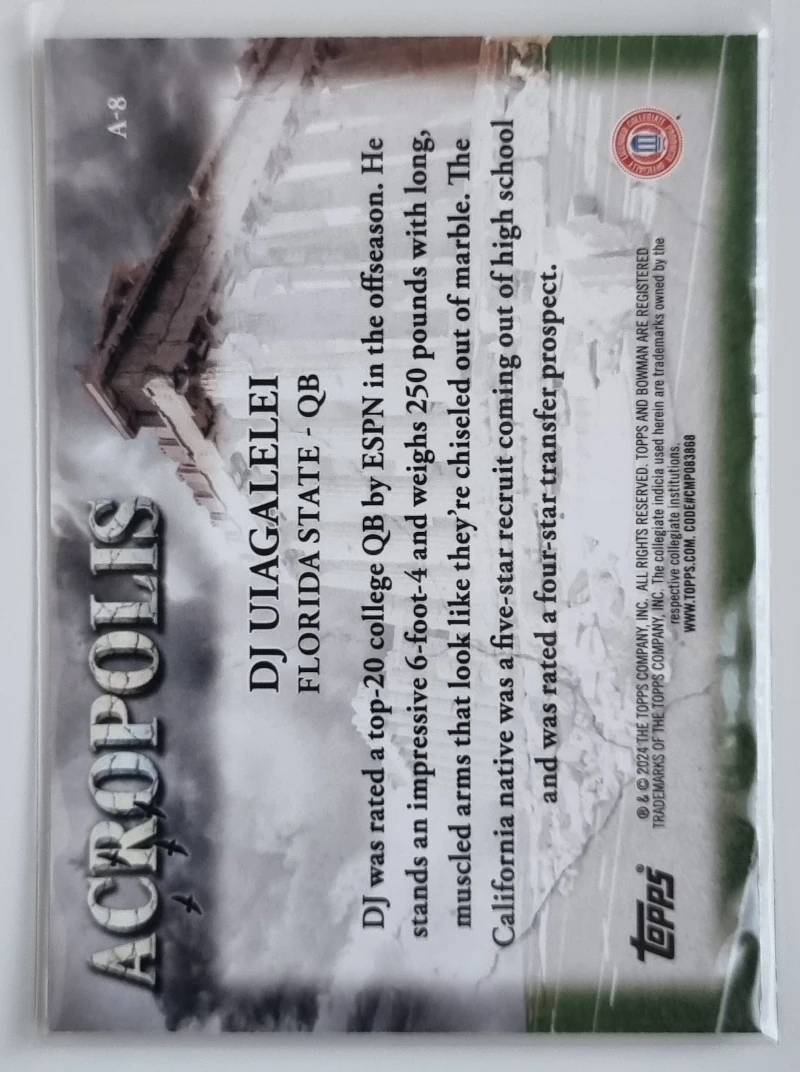 A-8
ACROPOLIS
DJ UIAGALELEI
FLORIDA STATE - QB
DJ was rated a top-20 college QB by ESPN in the offseason. He
stands an impressive 6-foot-4 and weighs 250 pounds with long,
muscled arms that look like they're chiseled out of marble. The
California native was a five-star recruit coming out of high school
and was rated a four-star transfer prospect.
topps
® & © 2024 THE TOPPS COMPANY, INC. ALL RIGHTS RESERVED. TOPPS AND BOWMAN ARE REGISTERED
TRADEMARKS OF THE TOPPS COMPANY, INC. The collegiate indicia used herein are trademarks owned by the
respective collegiate institutions.
WWW.TOPPS.COM. CODE#CMP083868
OFFICIALLY LICENSED COLLEGIATE PRODUCTS